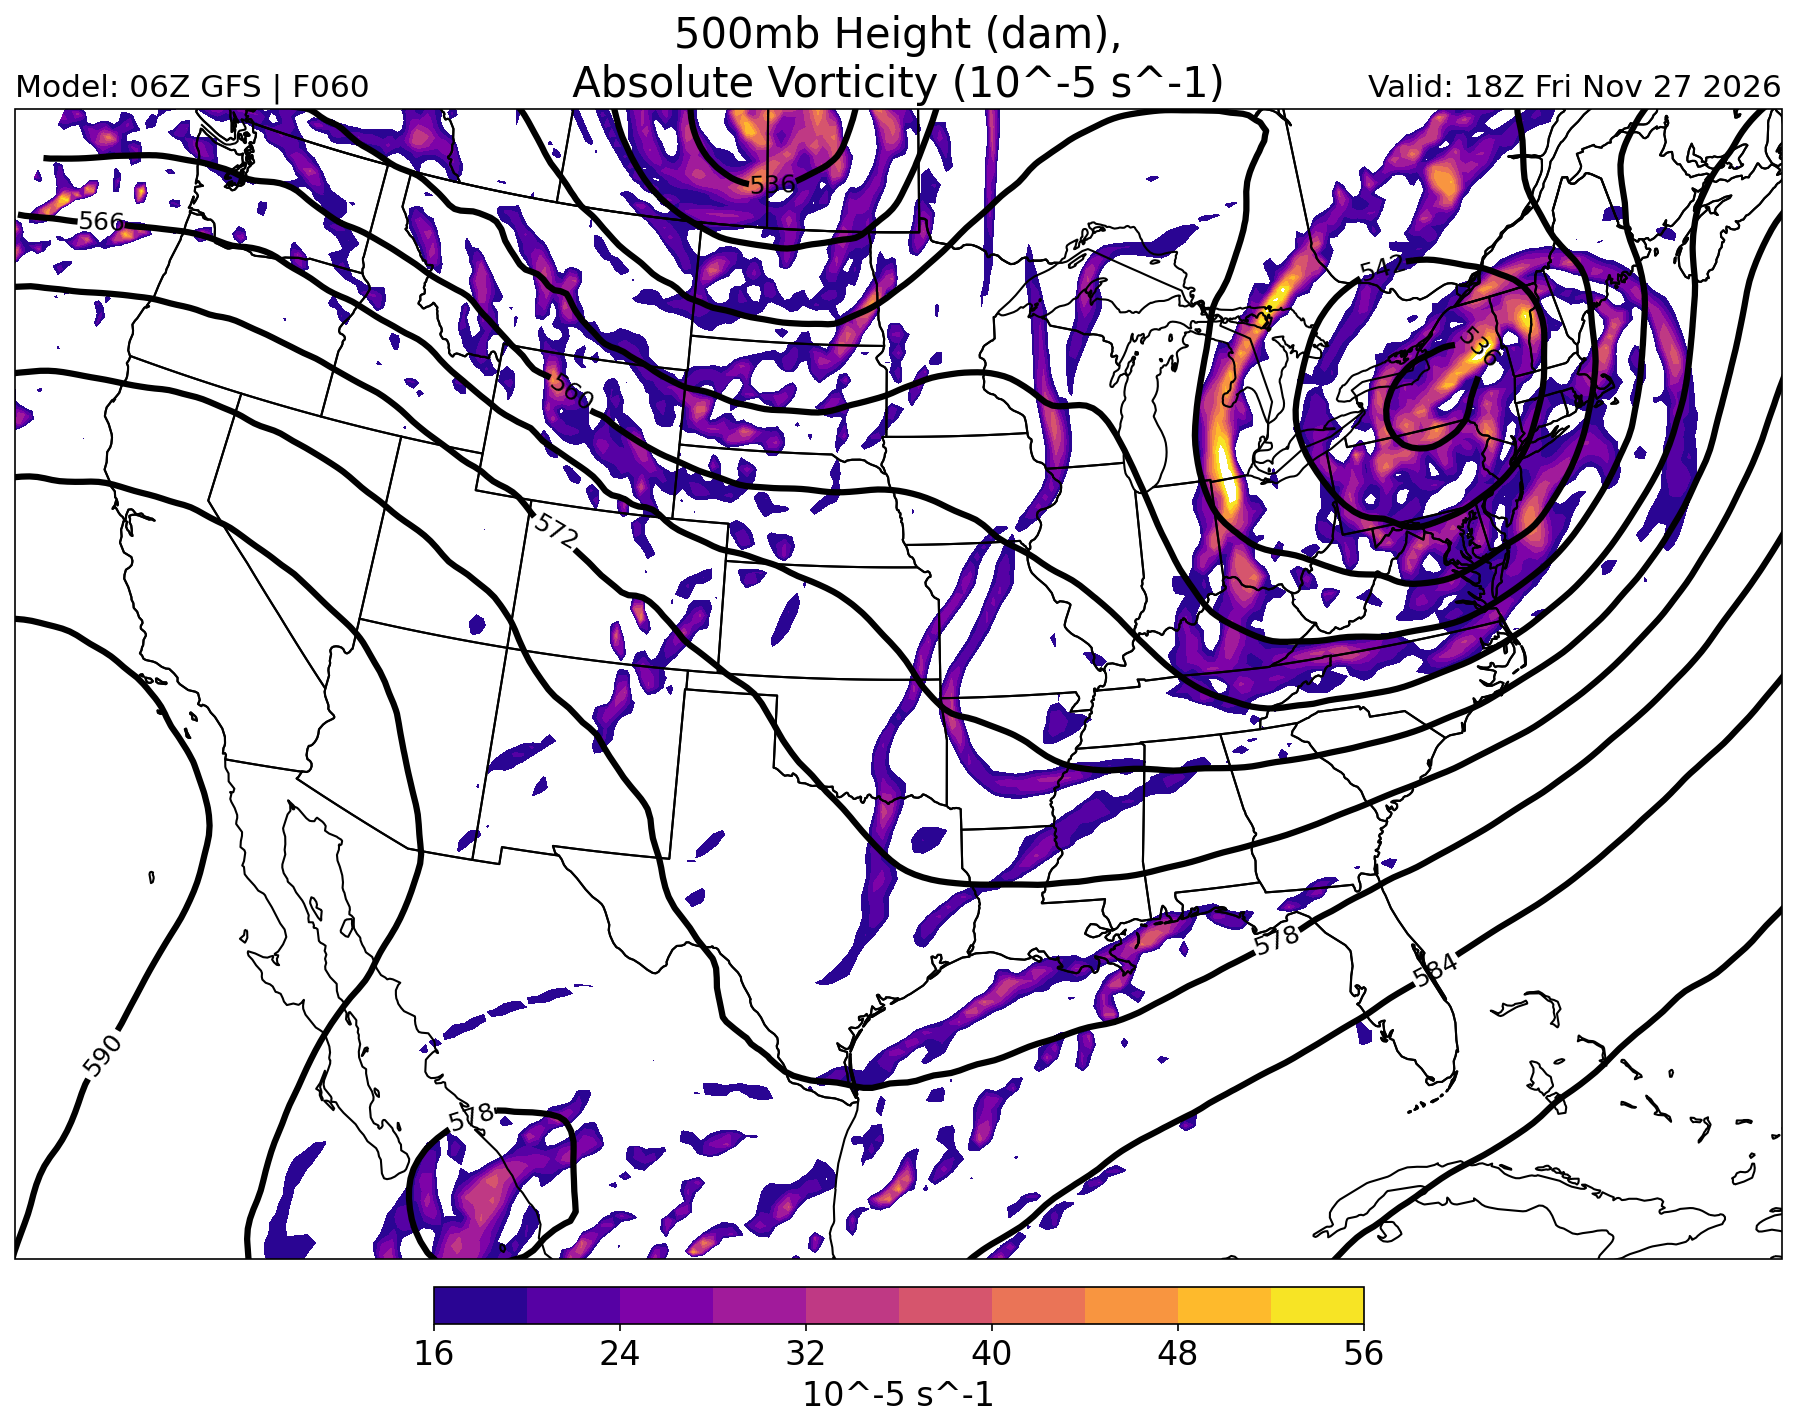 500mb Height (dam),
Absolute Vorticity (10^-5 s^-1)
Model: 06Z GFS | F060
Valid: 18Z Fri Nov 27 2026
536
566
542
536
560
572
578
584
590
578
16 24 32 40 48 56
10^-5 s^-1